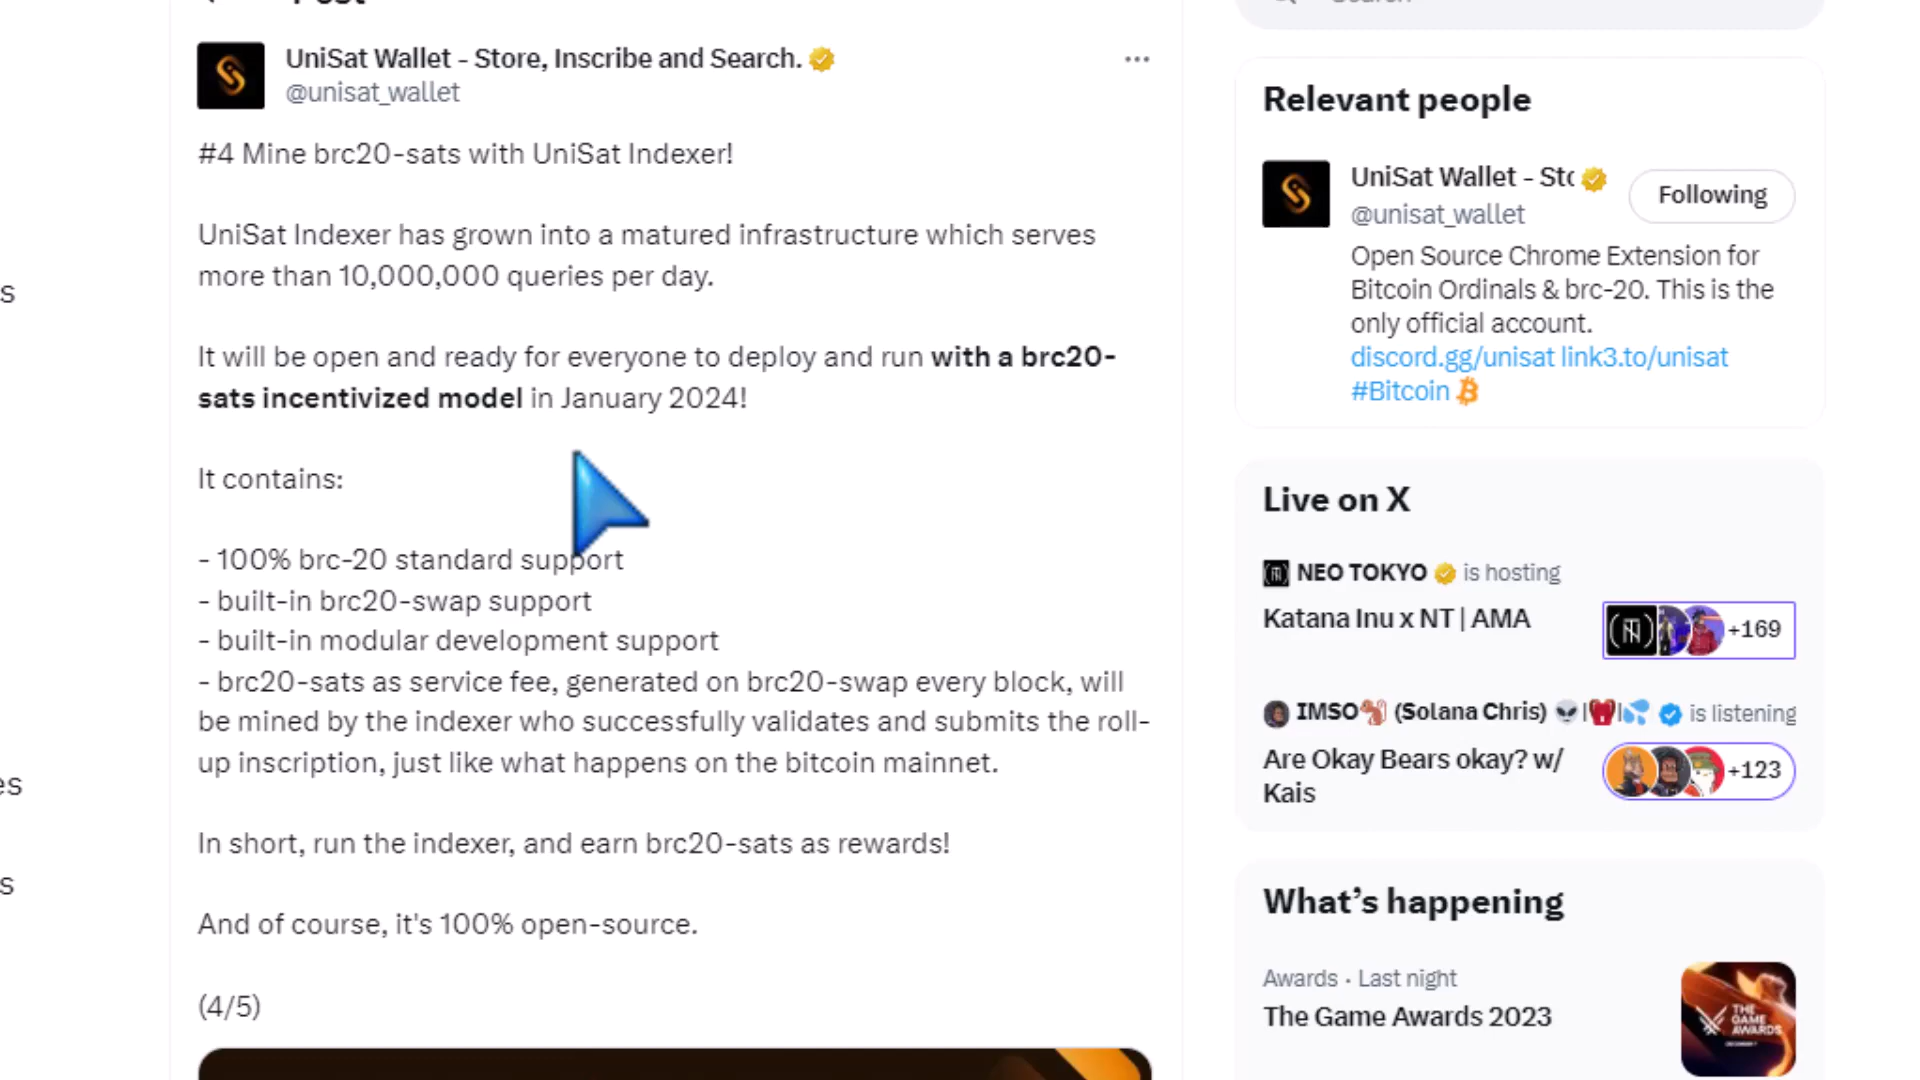 Post
UniSat Wallet - Store, Inscribe and Search.
@unisat_wallet
#4 Mine brc20-sats with UniSat Indexer!
UniSat Indexer has grown into a matured infrastructure which serves
more than 10,000,000 queries per day.
It will be open and ready for everyone to deploy and run with a brc20-
sats incentivized model in January 2024!
It contains:
- 100% brc-20 standard support
- built-in brc20-swap support
- built-in modular development support
- brc20-sats as service fee, generated on brc20-swap every block, will
be mined by the indexer who successfully validates and submits the roll-
up inscription, just like what happens on the bitcoin mainnet.
In short, run the indexer, and earn brc20-sats as rewards!
And of course, it's 100% open-source.
(4/5)
s
es
s
Search
Relevant people
UniSat Wallet - Sto
Following
@unisat_wallet
Open Source Chrome Extension for
Bitcoin Ordinals & brc-20. This is the
only official account.
discord.gg/unisat link3.to/unisat
#Bitcoin
Live on X
NEO TOKYO is hosting
Katana Inu x NT | AMA
+169
IMSO (Solana Chris) is listening
Are Okay Bears okay? w/
Kais
+123
What's happening
Awards · Last night
The Game Awards 2023
THE
GAME
AWARDS